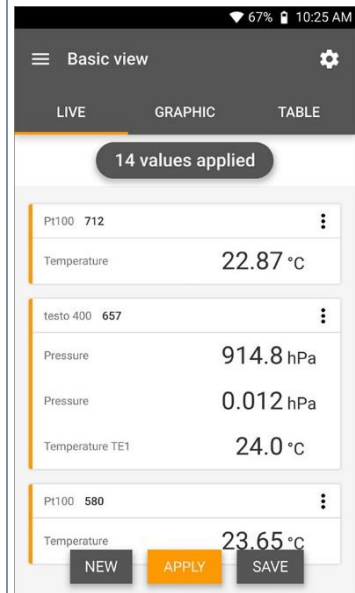 67% 10:25 AM
Basic view
LIVE GRAPHIC TABLE
14 values applied
Pt100 712
Temperature 22.87 °C
testo 400 657
Pressure 914.8 hPa
Pressure 0.012 hPa
Temperature TE1 24.0 °C
Pt100 580
Temperature 23.65 °C
NEW APPLY SAVE